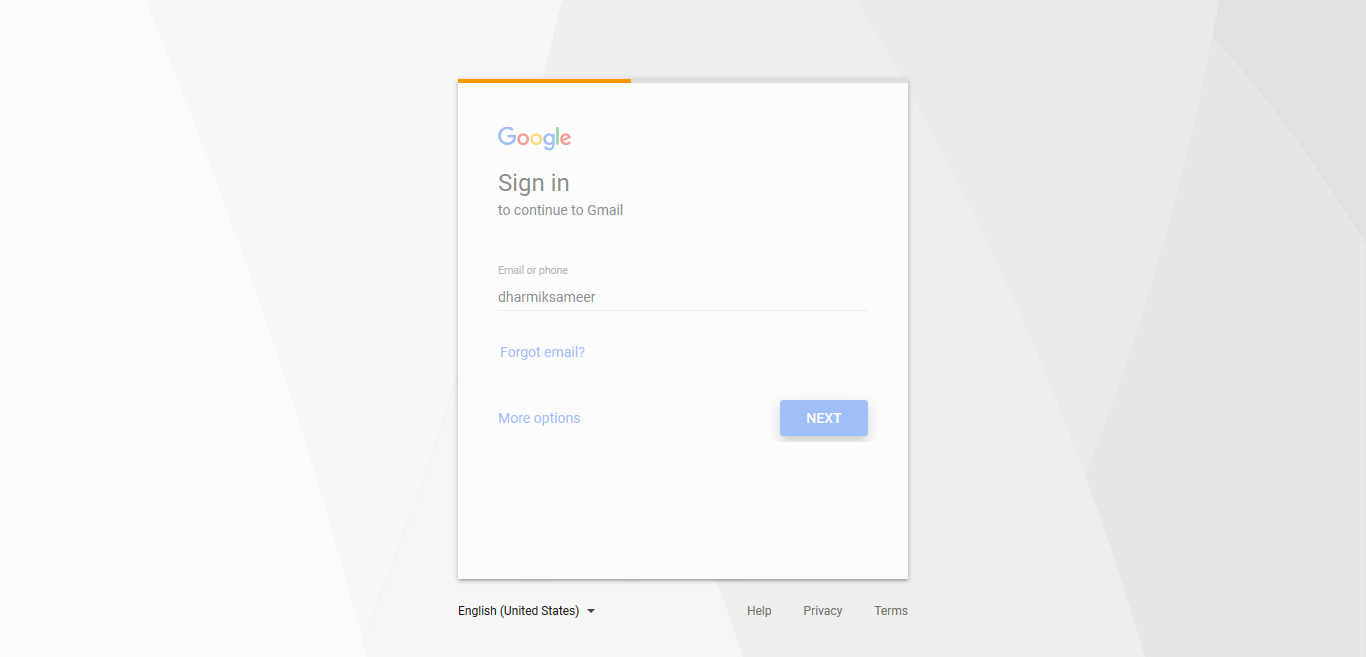 Google
Sign in
to continue to Gmail
Email or phone
dharmiksameer
Forgot email?
More options
NEXT
English (United States)
Help
Privacy
Terms